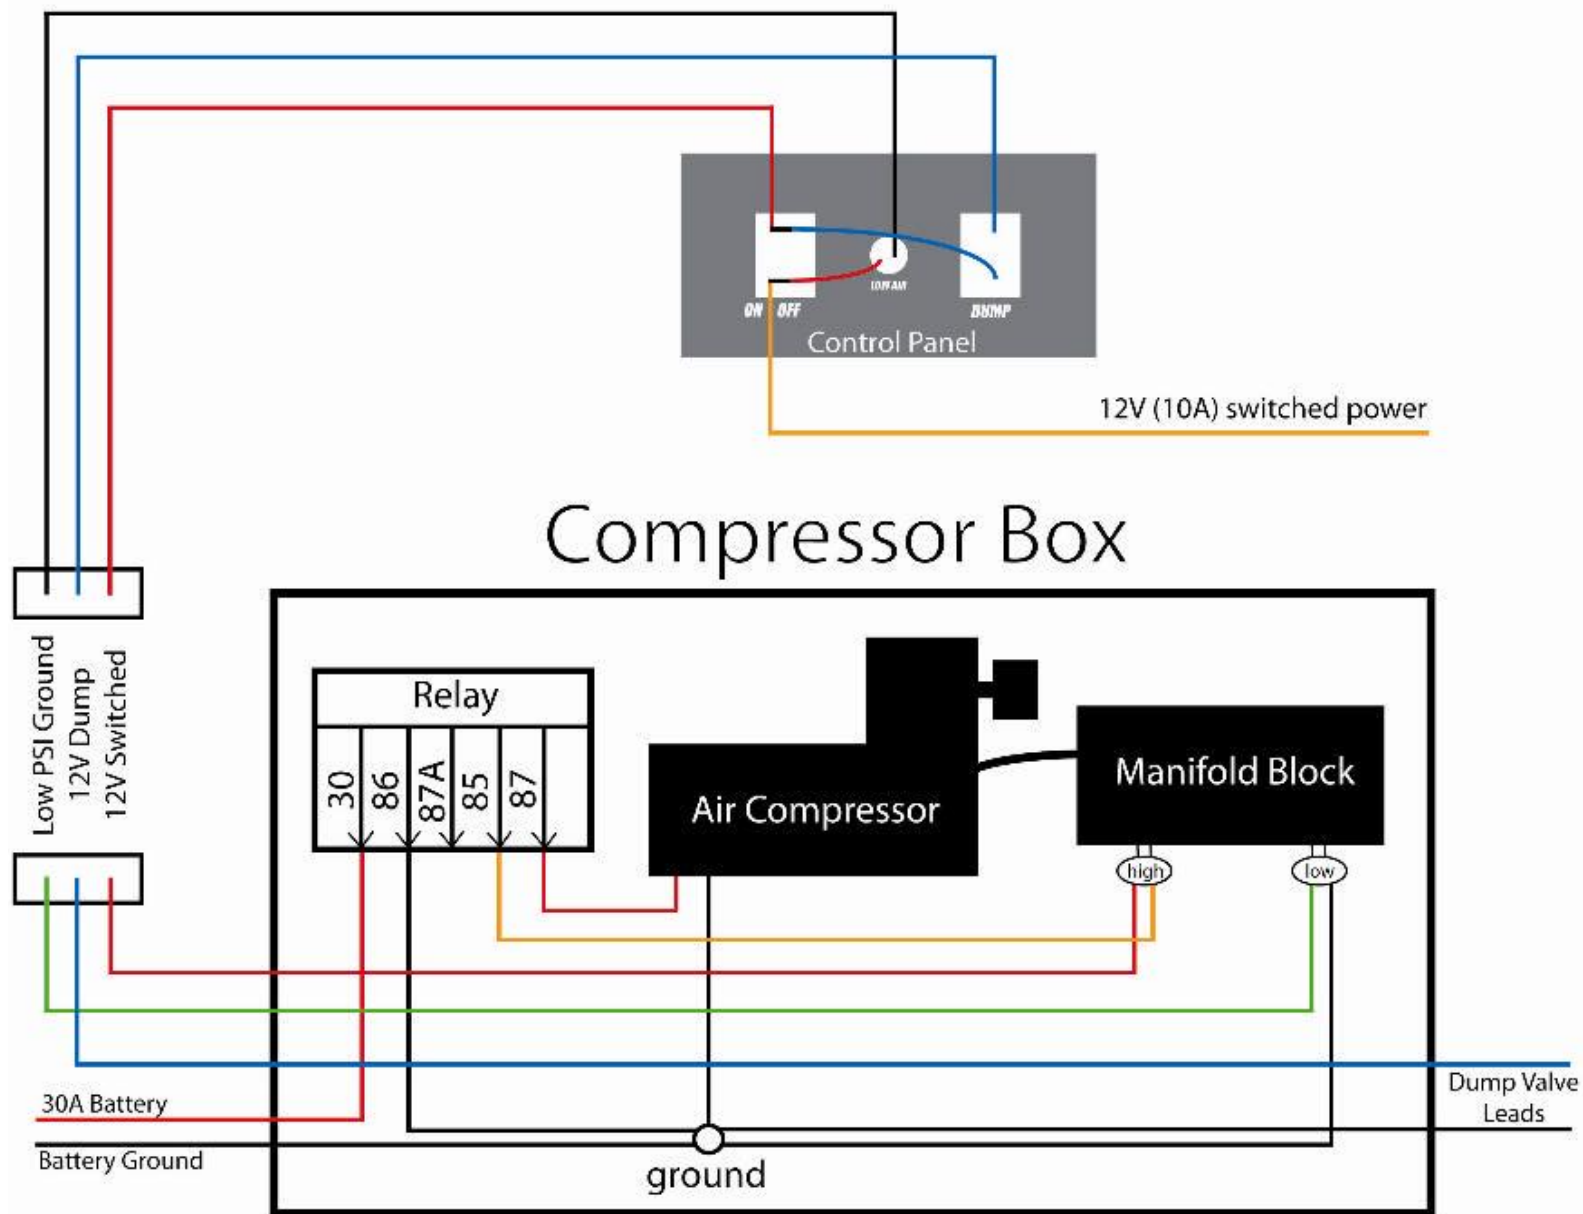 ON OFF
LOW AIR
DUMP
Control Panel
12V (10A) switched power
Compressor Box
Low PSI Ground
12V Dump
12V Switched
Relay
30
86
87A
85
87
Air Compressor
Manifold Block
high
low
Dump Valve
Leads
30A Battery
Battery Ground
ground